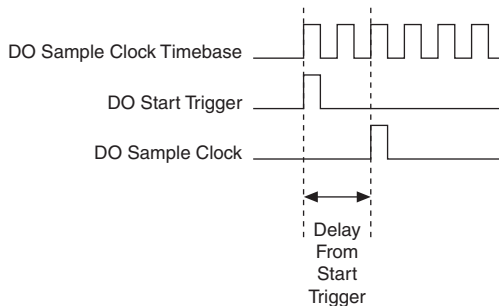 DO Sample Clock Timebase
DO Start Trigger
DO Sample Clock
Delay
From
Start
Trigger